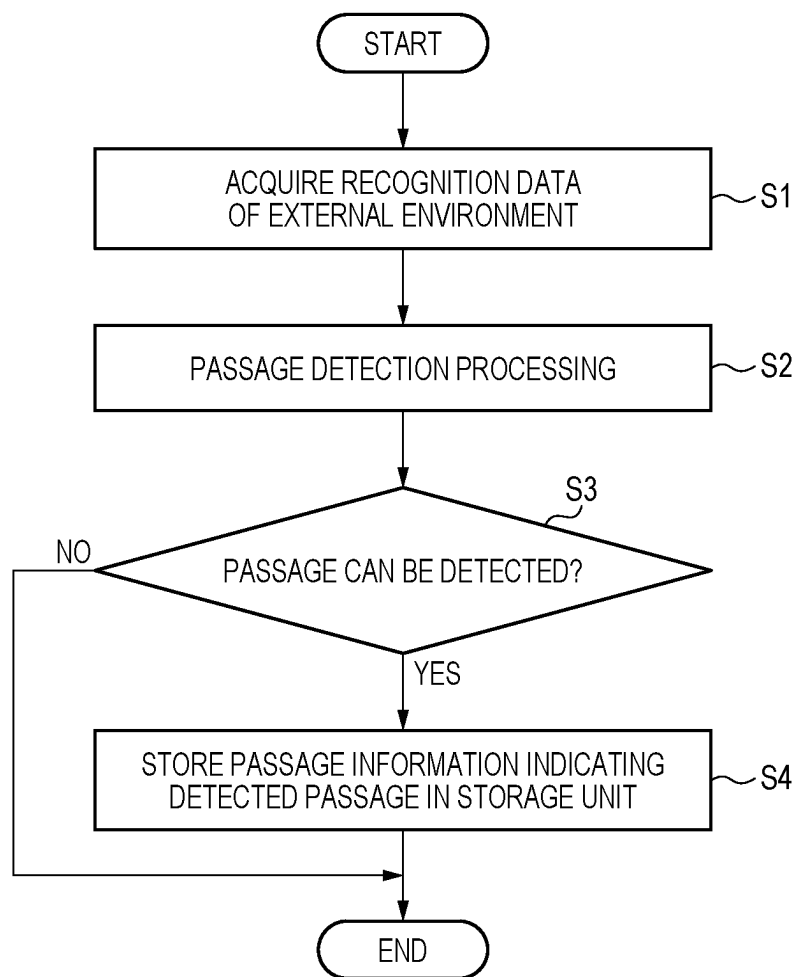 START
ACQUIRE RECOGNITION DATA
OF EXTERNAL ENVIRONMENT
S1
PASSAGE DETECTION PROCESSING
S2
S3
PASSAGE CAN BE DETECTED?
NO
YES
STORE PASSAGE INFORMATION INDICATING
DETECTED PASSAGE IN STORAGE UNIT
S4
END